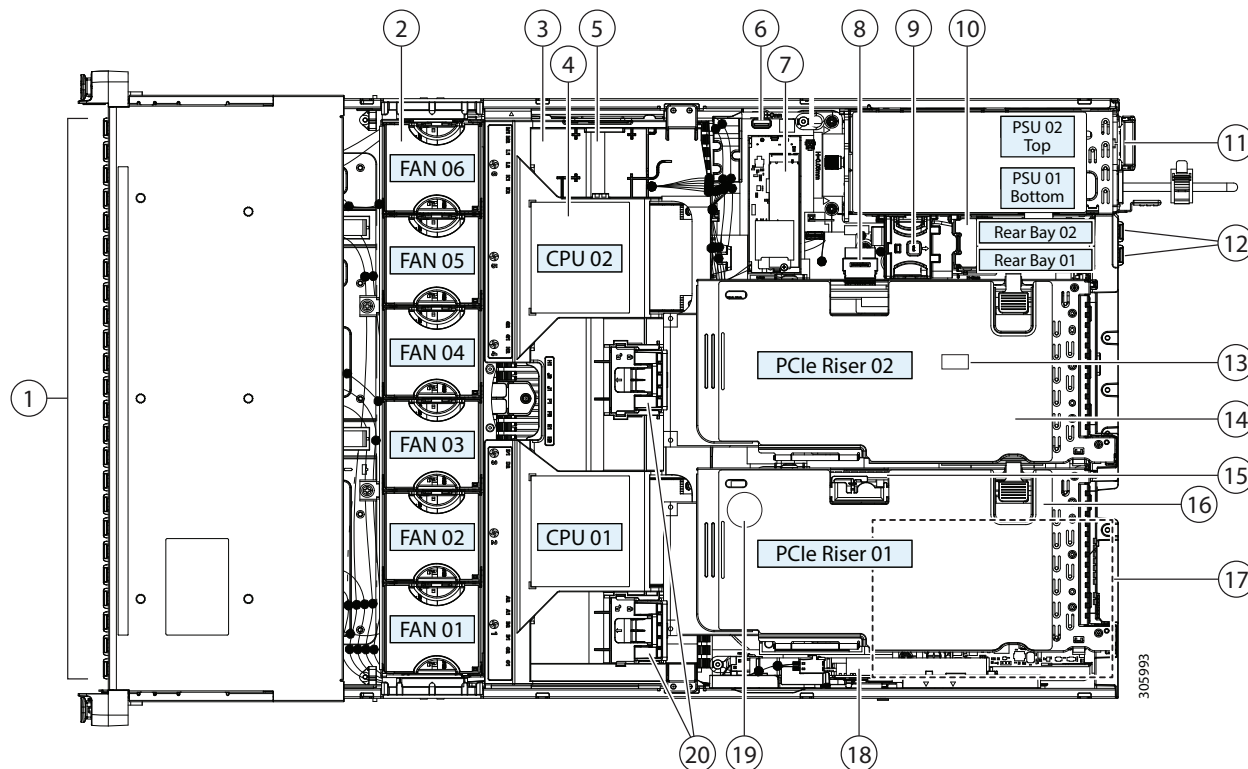 2
3
5
4
6
7
8
9
10
FAN 06
FAN 05
FAN 04
FAN 03
FAN 02
FAN 01
CPU 02
CPU 01
PSU 02
Top
PSU 01
Bottom
Rear Bay 02
Rear Bay 01
PCIe Riser 02
PCIe Riser 01
1
11
12
13
14
15
16
17
18
19
20
305993